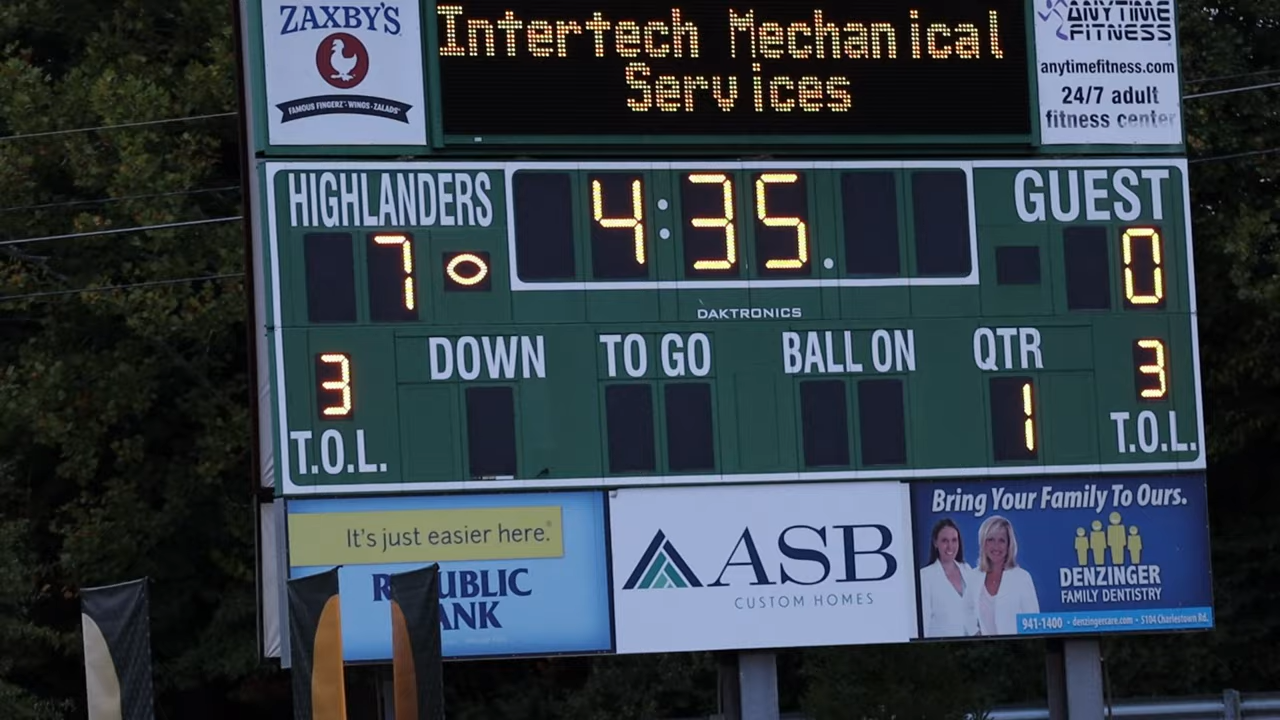 ZAXBY'S
FAMOUS FINGERZ • WINGS • ZALADS
Intertech Mechanical
Services
ANYTIME
FITNESS
anytimefitness.com
24/7 adult
fitness center
HIGHLANDERS
4:35.
GUEST
7
0
DAKTRONICS
DOWN
TO GO
BALL ON
QTR
3
1
3
T.O.L.
T.O.L.
It's just easier here.
ASB
CUSTOM HOMES
Bring Your Family To Ours.
DENZINGER
FAMILY DENTISTRY
941-1400 • denzingercare.com • 5104 Charlestown Rd.